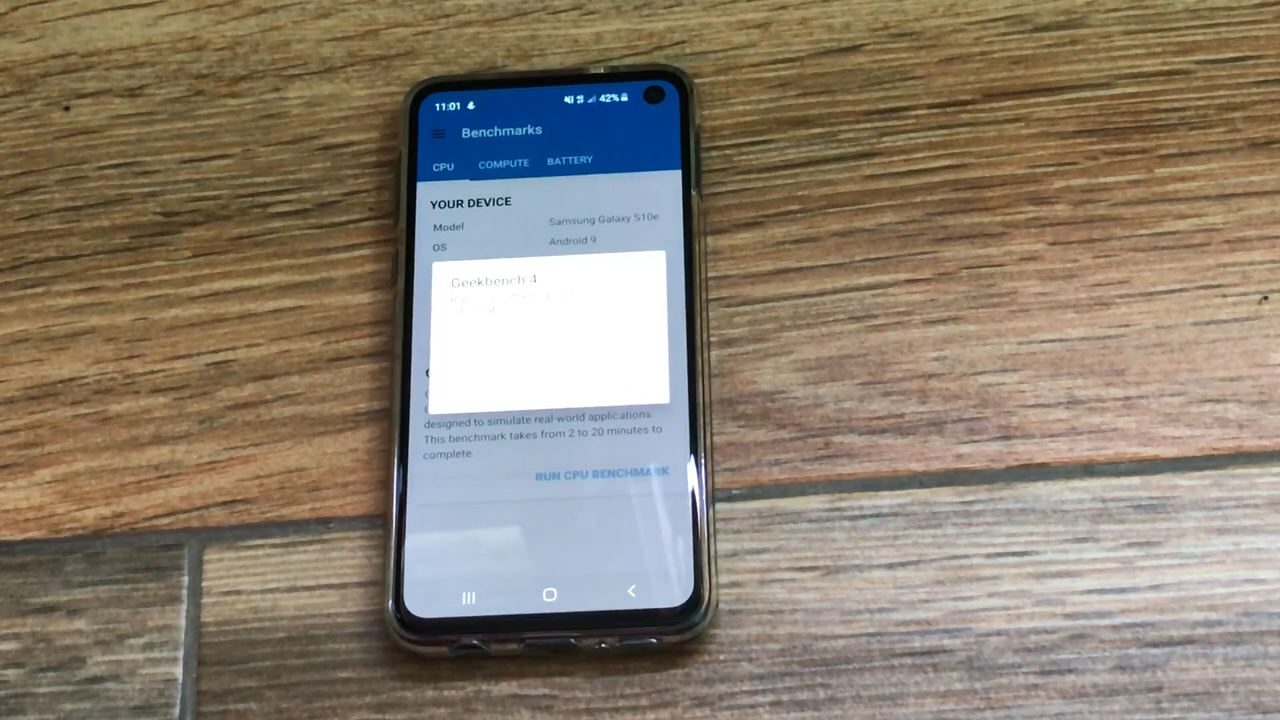 11:01 42%
Benchmarks
CPU COMPUTE BATTERY
YOUR DEVICE
Model Samsung Galaxy S10e
OS Android 9
Geekbench 4
designed to simulate real-world applications
This benchmark takes from 2 to 20 minutes to
complete.
RUN CPU BENCHMARK